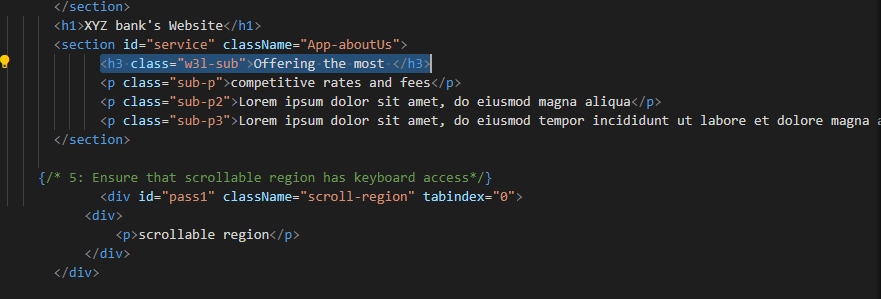 </section>
<h1>XYZ bank's Website</h1>
<section id="service" className="App-aboutUs">
<h3 class="w3l-sub">Offering the most </h3>
<p class="sub-p">competitive rates and fees</p>
<p class="sub-p2">Lorem ipsum dolor sit amet, do eiusmod magna aliqua</p>
<p class="sub-p3">Lorem ipsum dolor sit amet, do eiusmod tempor incididunt ut labore et dolore magna a
</section>
{/* 5: Ensure that scrollable region has keyboard access*/}
<div id="pass1" className="scroll-region" tabindex="0">
<div>
<p>scrollable region</p>
</div>
</div>